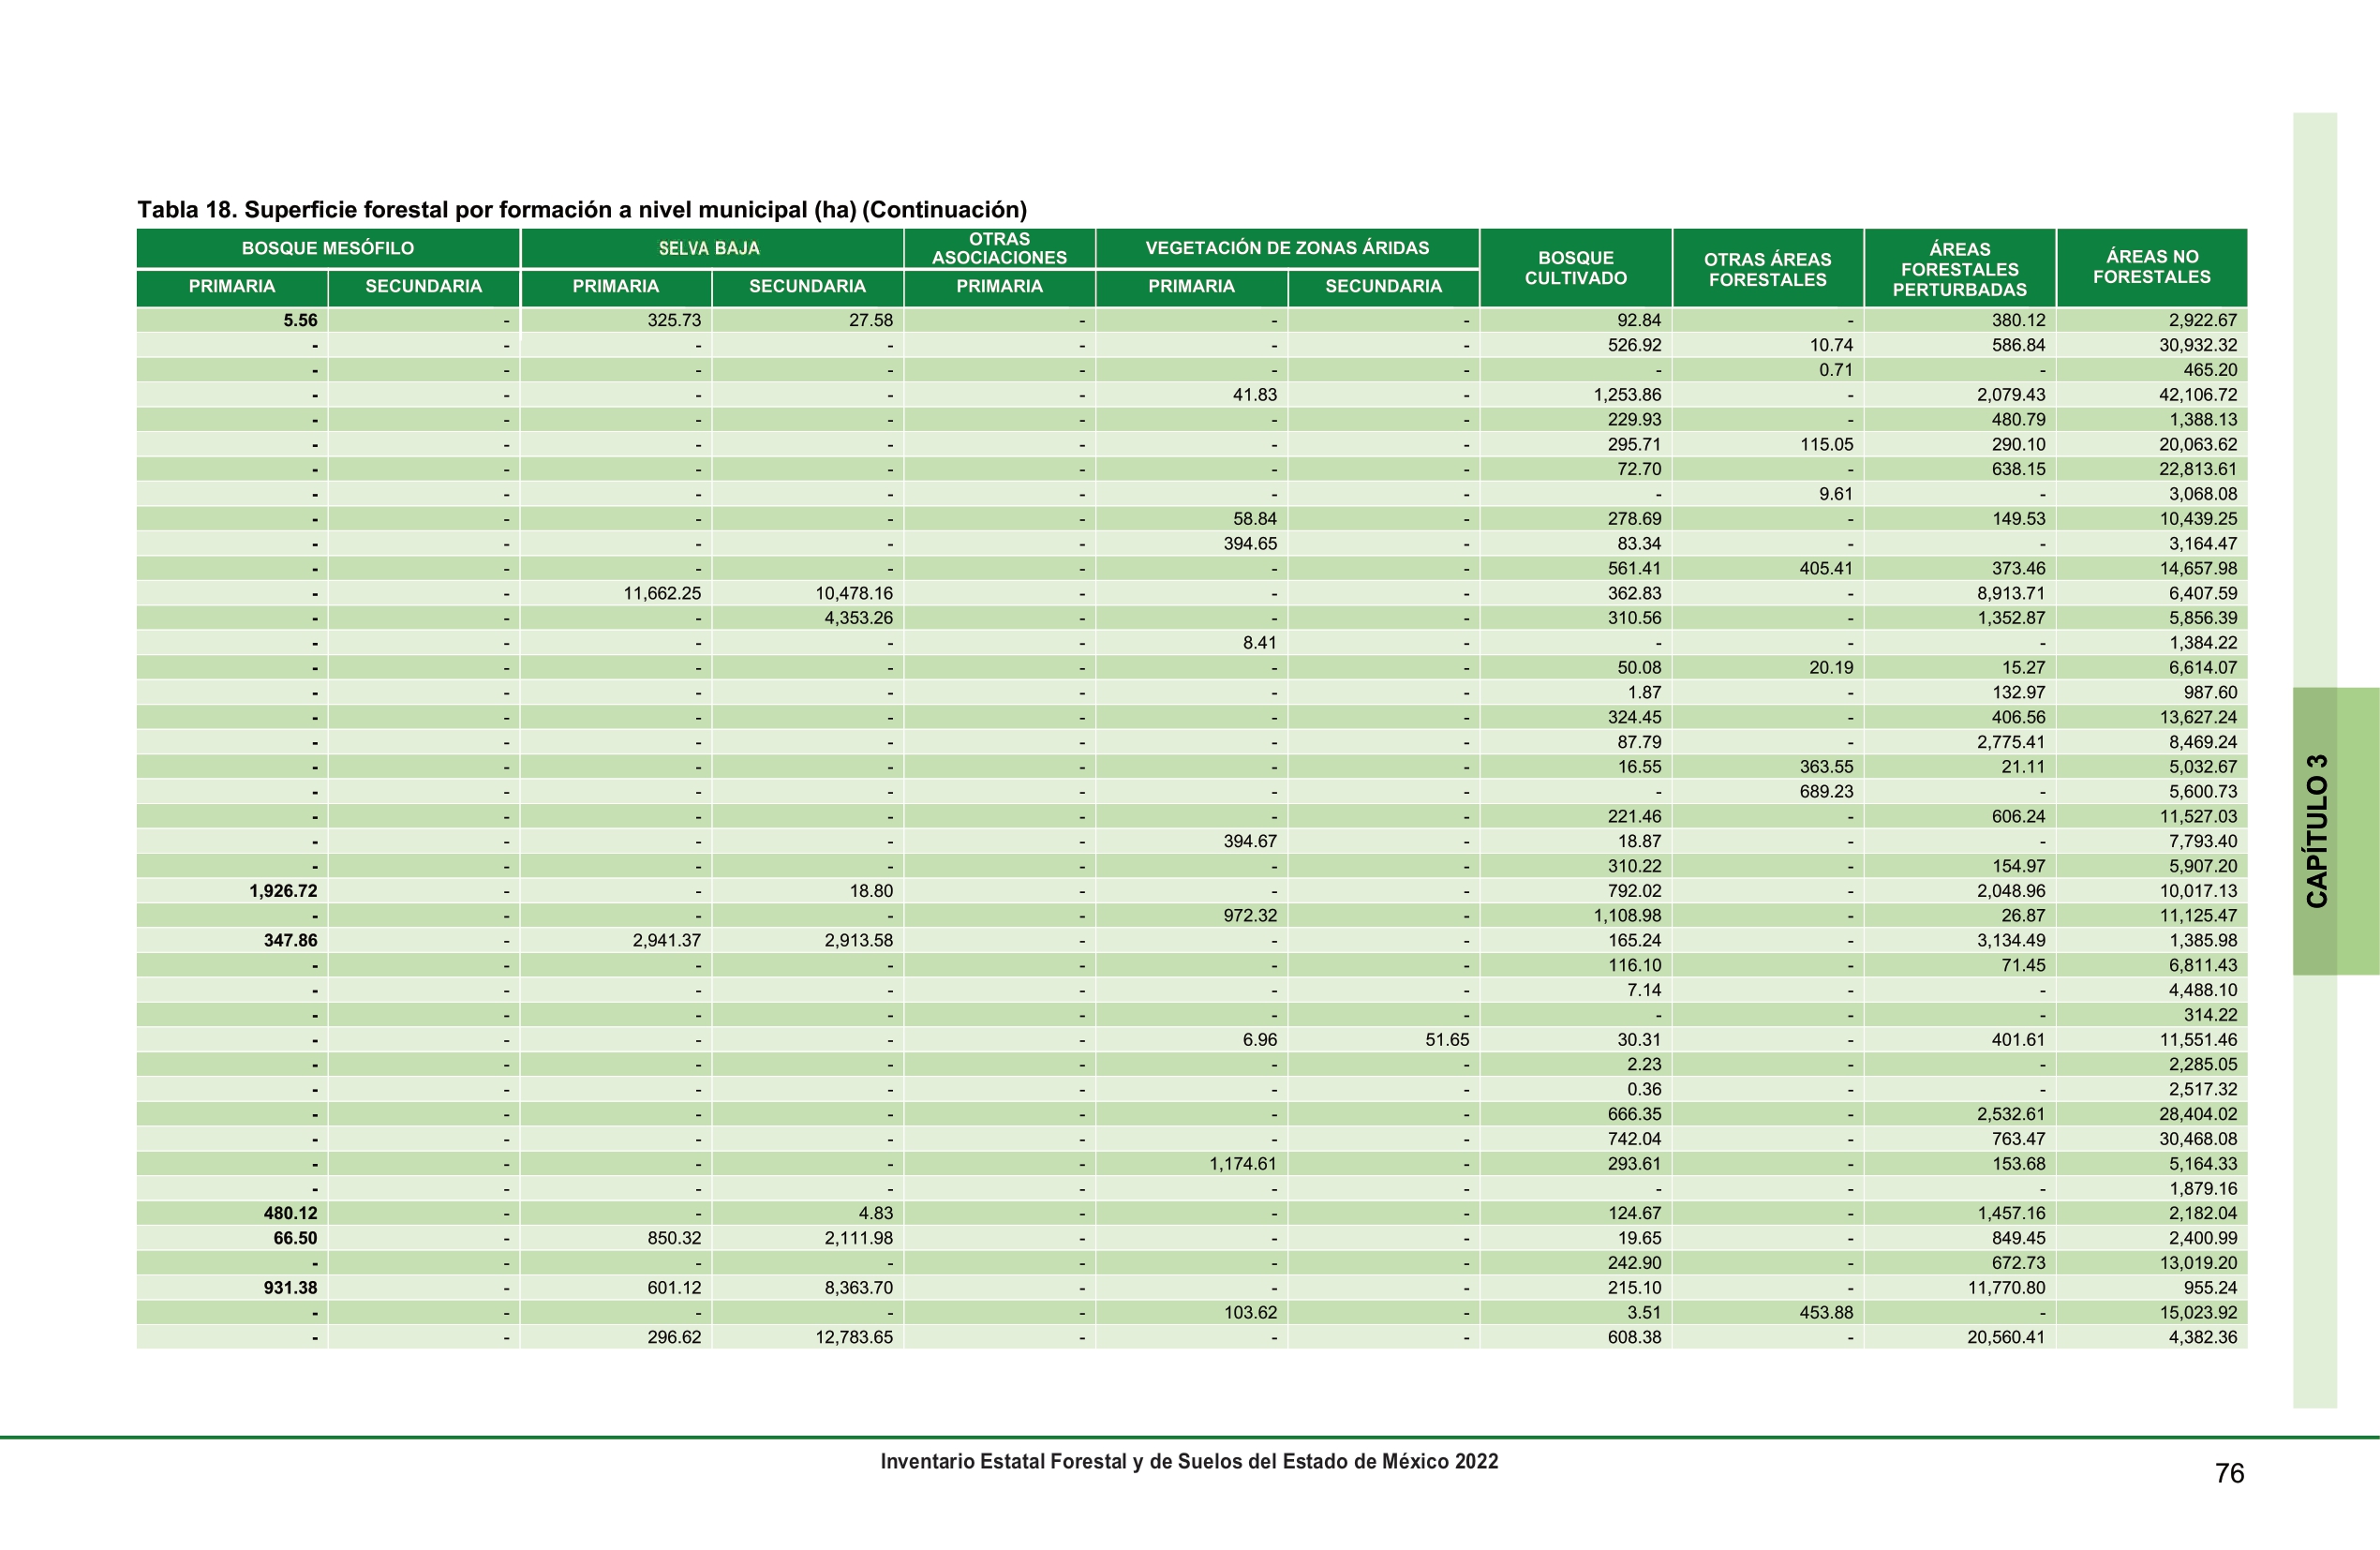 Tabla 18. Superficie forestal por formación a nivel municipal (ha) (Continuación)
BOSQUE MESÓFILO SELVA BAJA OTRAS ASOCIACIONES VEGETACIÓN DE ZONAS ÁRIDAS BOSQUE CULTIVADO OTRAS ÁREAS FORESTALES ÁREAS FORESTALES PERTURBADAS ÁREAS NO FORESTALES
PRIMARIA SECUNDARIA PRIMARIA SECUNDARIA PRIMARIA PRIMARIA SECUNDARIA
5.56 - 325.73 27.58 - - - 92.84 - 380.12 2,922.67
- - - - - - - 526.92 10.74 586.84 30,932.32
- - - - - - - - 0.71 - 465.20
- - - - - 41.83 - 1,253.86 - 2,079.43 42,106.72
- - - - - - - 229.93 - 480.79 1,388.13
- - - - - - - 295.71 115.05 290.10 20,063.62
- - - - - - - 72.70 - 638.15 22,813.61
- - - - - - - - 9.61 - 3,068.08
- - - - - 58.84 - 278.69 - 149.53 10,439.25
- - - - - 394.65 - 83.34 - - 3,164.47
- - - - - - - 561.41 405.41 373.46 14,657.98
- - 11,662.25 10,478.16 - - - 362.83 - 8,913.71 6,407.59
- - - 4,353.26 - - - 310.56 - 1,352.87 5,856.39
- - - - - 8.41 - - - - 1,384.22
- - - - - - - 50.08 20.19 15.27 6,614.07
- - - - - - - 1.87 - 132.97 987.60
- - - - - - - 324.45 - 406.56 13,627.24
- - - - - - - 87.79 - 2,775.41 8,469.24
- - - - - - - 16.55 363.55 21.11 5,032.67
- - - - - - - - 689.23 - 5,600.73
- - - - - - - 221.46 - 606.24 11,527.03
- - - - - 394.67 - 18.87 - - 7,793.40
- - - - - - - 310.22 - 154.97 5,907.20
1,926.72 - - 18.80 - - - 792.02 - 2,048.96 10,017.13
- - - - - 972.32 - 1,108.98 - 26.87 11,125.47
347.86 - 2,941.37 2,913.58 - - - 165.24 - 3,134.49 1,385.98
- - - - - - - 116.10 - 71.45 6,811.43
- - - - - - - 7.14 - - 4,488.10
- - - - - - - - - - 314.22
- - - - - 6.96 51.65 30.31 - 401.61 11,551.46
- - - - - - - 2.23 - - 2,285.05
- - - - - - - 0.36 - - 2,517.32
- - - - - - - 666.35 - 2,532.61 28,404.02
- - - - - - - 742.04 - 763.47 30,468.08
- - - - - 1,174.61 - 293.61 - 153.68 5,164.33
- - - - - - - - - - 1,879.16
480.12 - - 4.83 - - - 124.67 - 1,457.16 2,182.04
66.50 - 850.32 2,111.98 - - - 19.65 - 849.45 2,400.99
- - - - - - - 242.90 - 672.73 13,019.20
931.38 - 601.12 8,363.70 - - - 215.10 - 11,770.80 955.24
- - - - - 103.62 - 3.51 453.88 - 15,023.92
- - 296.62 12,783.65 - - - 608.38 - 20,560.41 4,382.36
CAPÍTULO 3
Inventario Estatal Forestal y de Suelos del Estado de México 2022
76